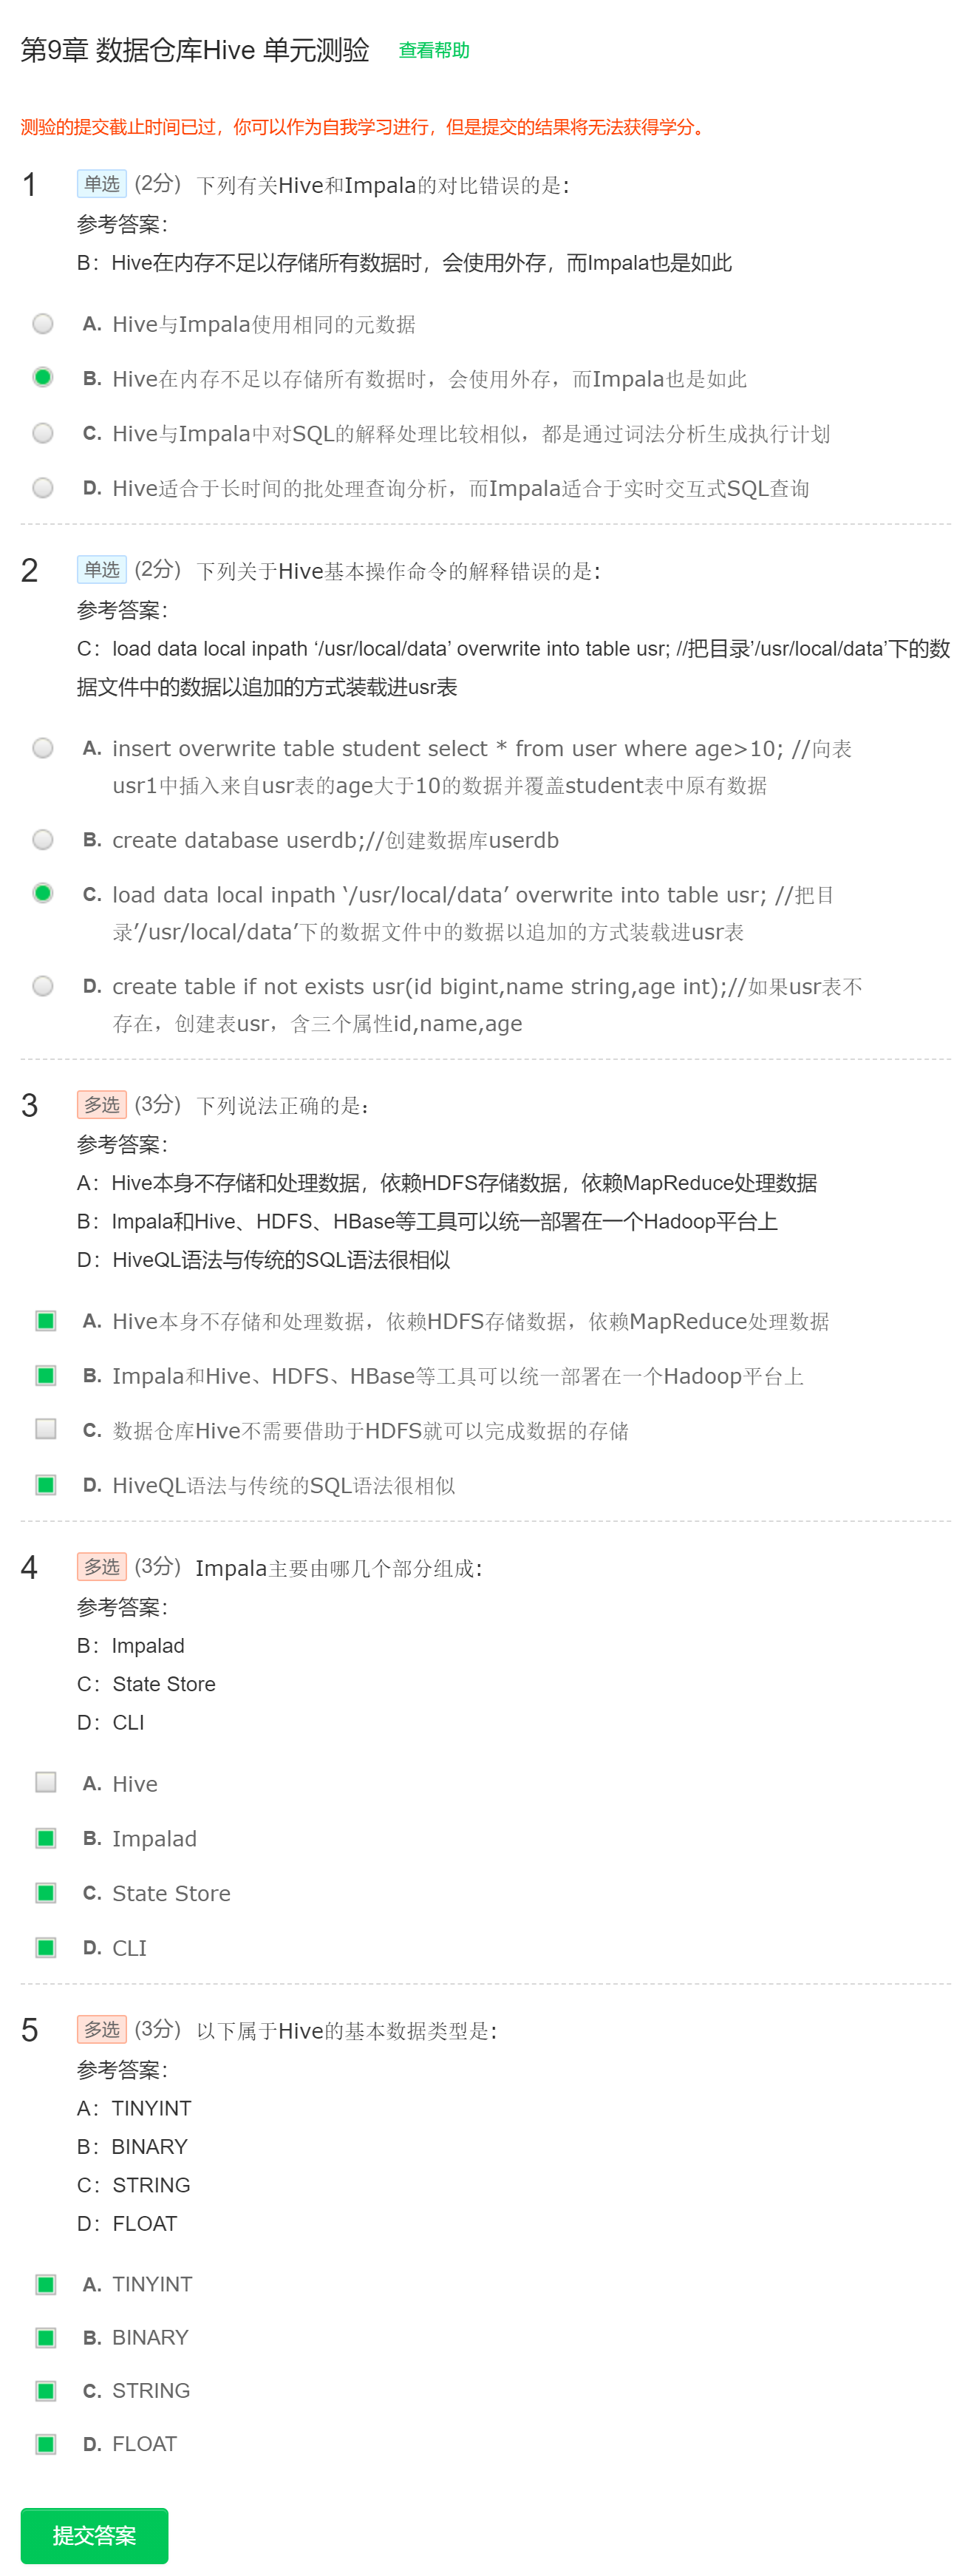 第9章 数据仓库Hive 单元测验 查看帮助
测验的提交截止时间已过，你可以作为自我学习进行，但是提交的结果将无法获得学分。
1 单选 (2分) 下列有关Hive和Impala的对比错误的是:
参考答案：
B：Hive在内存不足以存储所有数据时，会使用外存，而Impala也是如此
A. Hive与Impala使用相同的元数据
B. Hive在内存不足以存储所有数据时，会使用外存，而Impala也是如此
C. Hive与Impala中对SQL的解释处理比较相似，都是通过词法分析生成执行计划
D. Hive适合于长时间的批处理查询分析，而Impala适合于实时交互式SQL查询
2 单选 (2分) 下列关于Hive基本操作命令的解释错误的是:
参考答案：
C：load data local inpath ‘/usr/local/data’ overwrite into table usr; //把目录’/usr/local/data’下的数
据文件中的数据以追加的方式装载进usr表
A. insert overwrite table student select * from user where age>10; //向表
usr1中插入来自usr表的age大于10的数据并覆盖student表中原有数据
B. create database userdb;//创建数据库userdb
C. load data local inpath ‘/usr/local/data’ overwrite into table usr; //把目
录’/usr/local/data’下的数据文件中的数据以追加的方式装载进usr表
D. create table if not exists usr(id bigint,name string,age int);//如果usr表不
存在，创建表usr，含三个属性id,name,age
3 多选 (3分) 下列说法正确的是：
参考答案：
A：Hive本身不存储和处理数据，依赖HDFS存储数据，依赖MapReduce处理数据
B：Impala和Hive、HDFS、HBase等工具可以统一部署在一个Hadoop平台上
D：HiveQL语法与传统的SQL语法很相似
A. Hive本身不存储和处理数据，依赖HDFS存储数据，依赖MapReduce处理数据
B. Impala和Hive、HDFS、HBase等工具可以统一部署在一个Hadoop平台上
C. 数据仓库Hive不需要借助于HDFS就可以完成数据的存储
D. HiveQL语法与传统的SQL语法很相似
4 多选 (3分) Impala主要由哪几个部分组成:
参考答案：
B：Impalad
C：State Store
D：CLI
A. Hive
B. Impalad
C. State Store
D. CLI
5 多选 (3分) 以下属于Hive的基本数据类型是:
参考答案：
A：TINYINT
B：BINARY
C：STRING
D：FLOAT
A. TINYINT
B. BINARY
C. STRING
D. FLOAT
提交答案